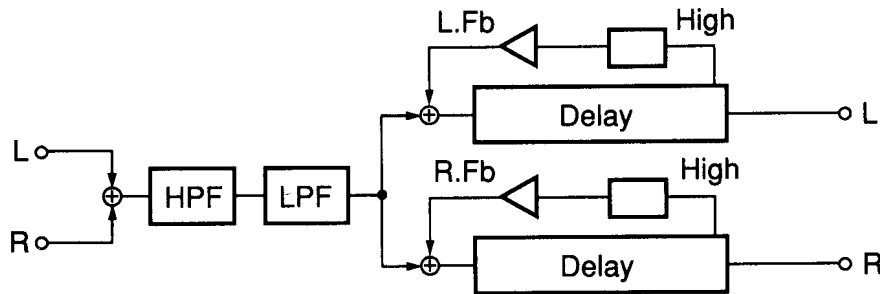 L.Fb
High
Delay
L
L
HPF
LPF
R
R.Fb
High
Delay
R